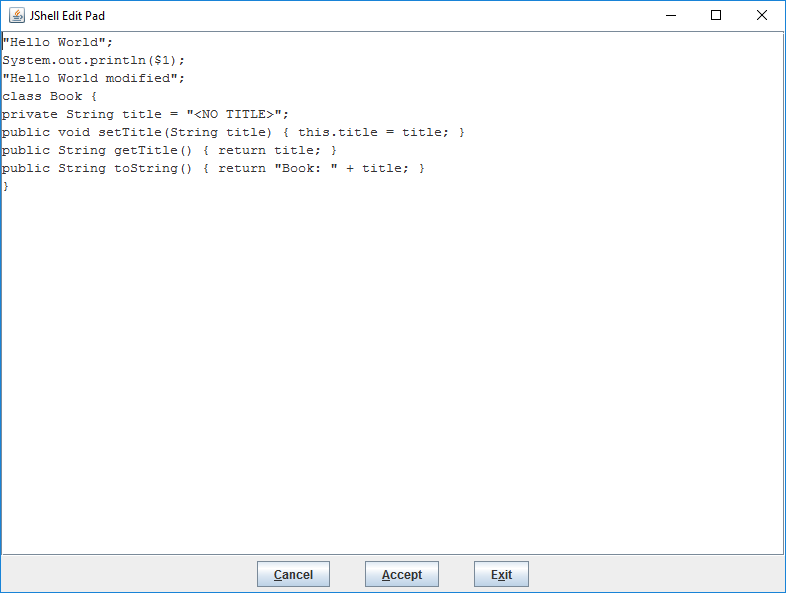 JShell Edit Pad
"Hello World";
System.out.println($1);
"Hello World modified";
class Book {
private String title = "<NO TITLE>";
public void setTitle(String title) { this.title = title; }
public String getTitle() { return title; }
public String toString() { return "Book: " + title; }
}
Cancel Accept Exit